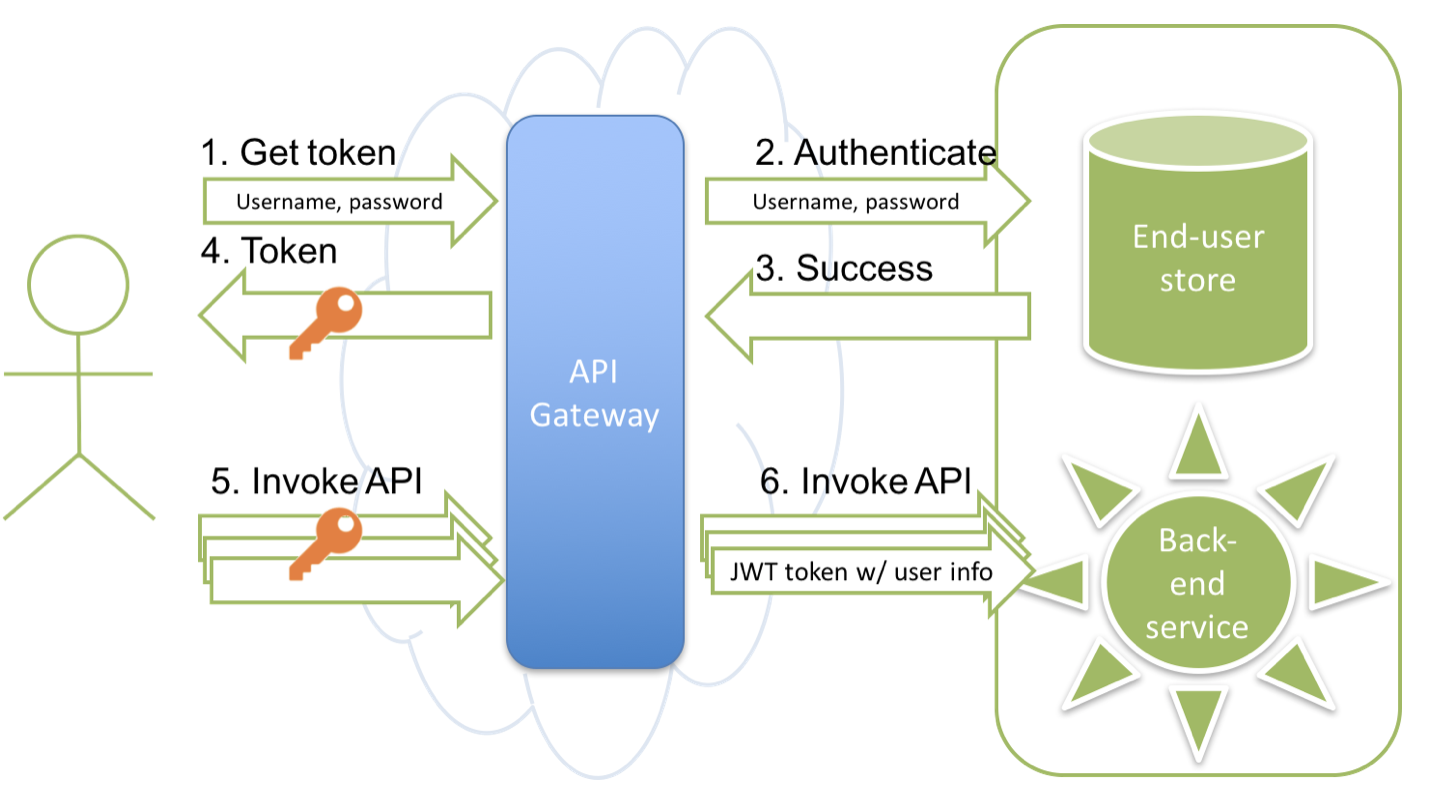 1. Get token
Username, password
2. Authenticate
Username, password
4. Token
3. Success
API
Gateway
End-user
store
5. Invoke API
6. Invoke API
JWT token w/ user info
Back-
end
service